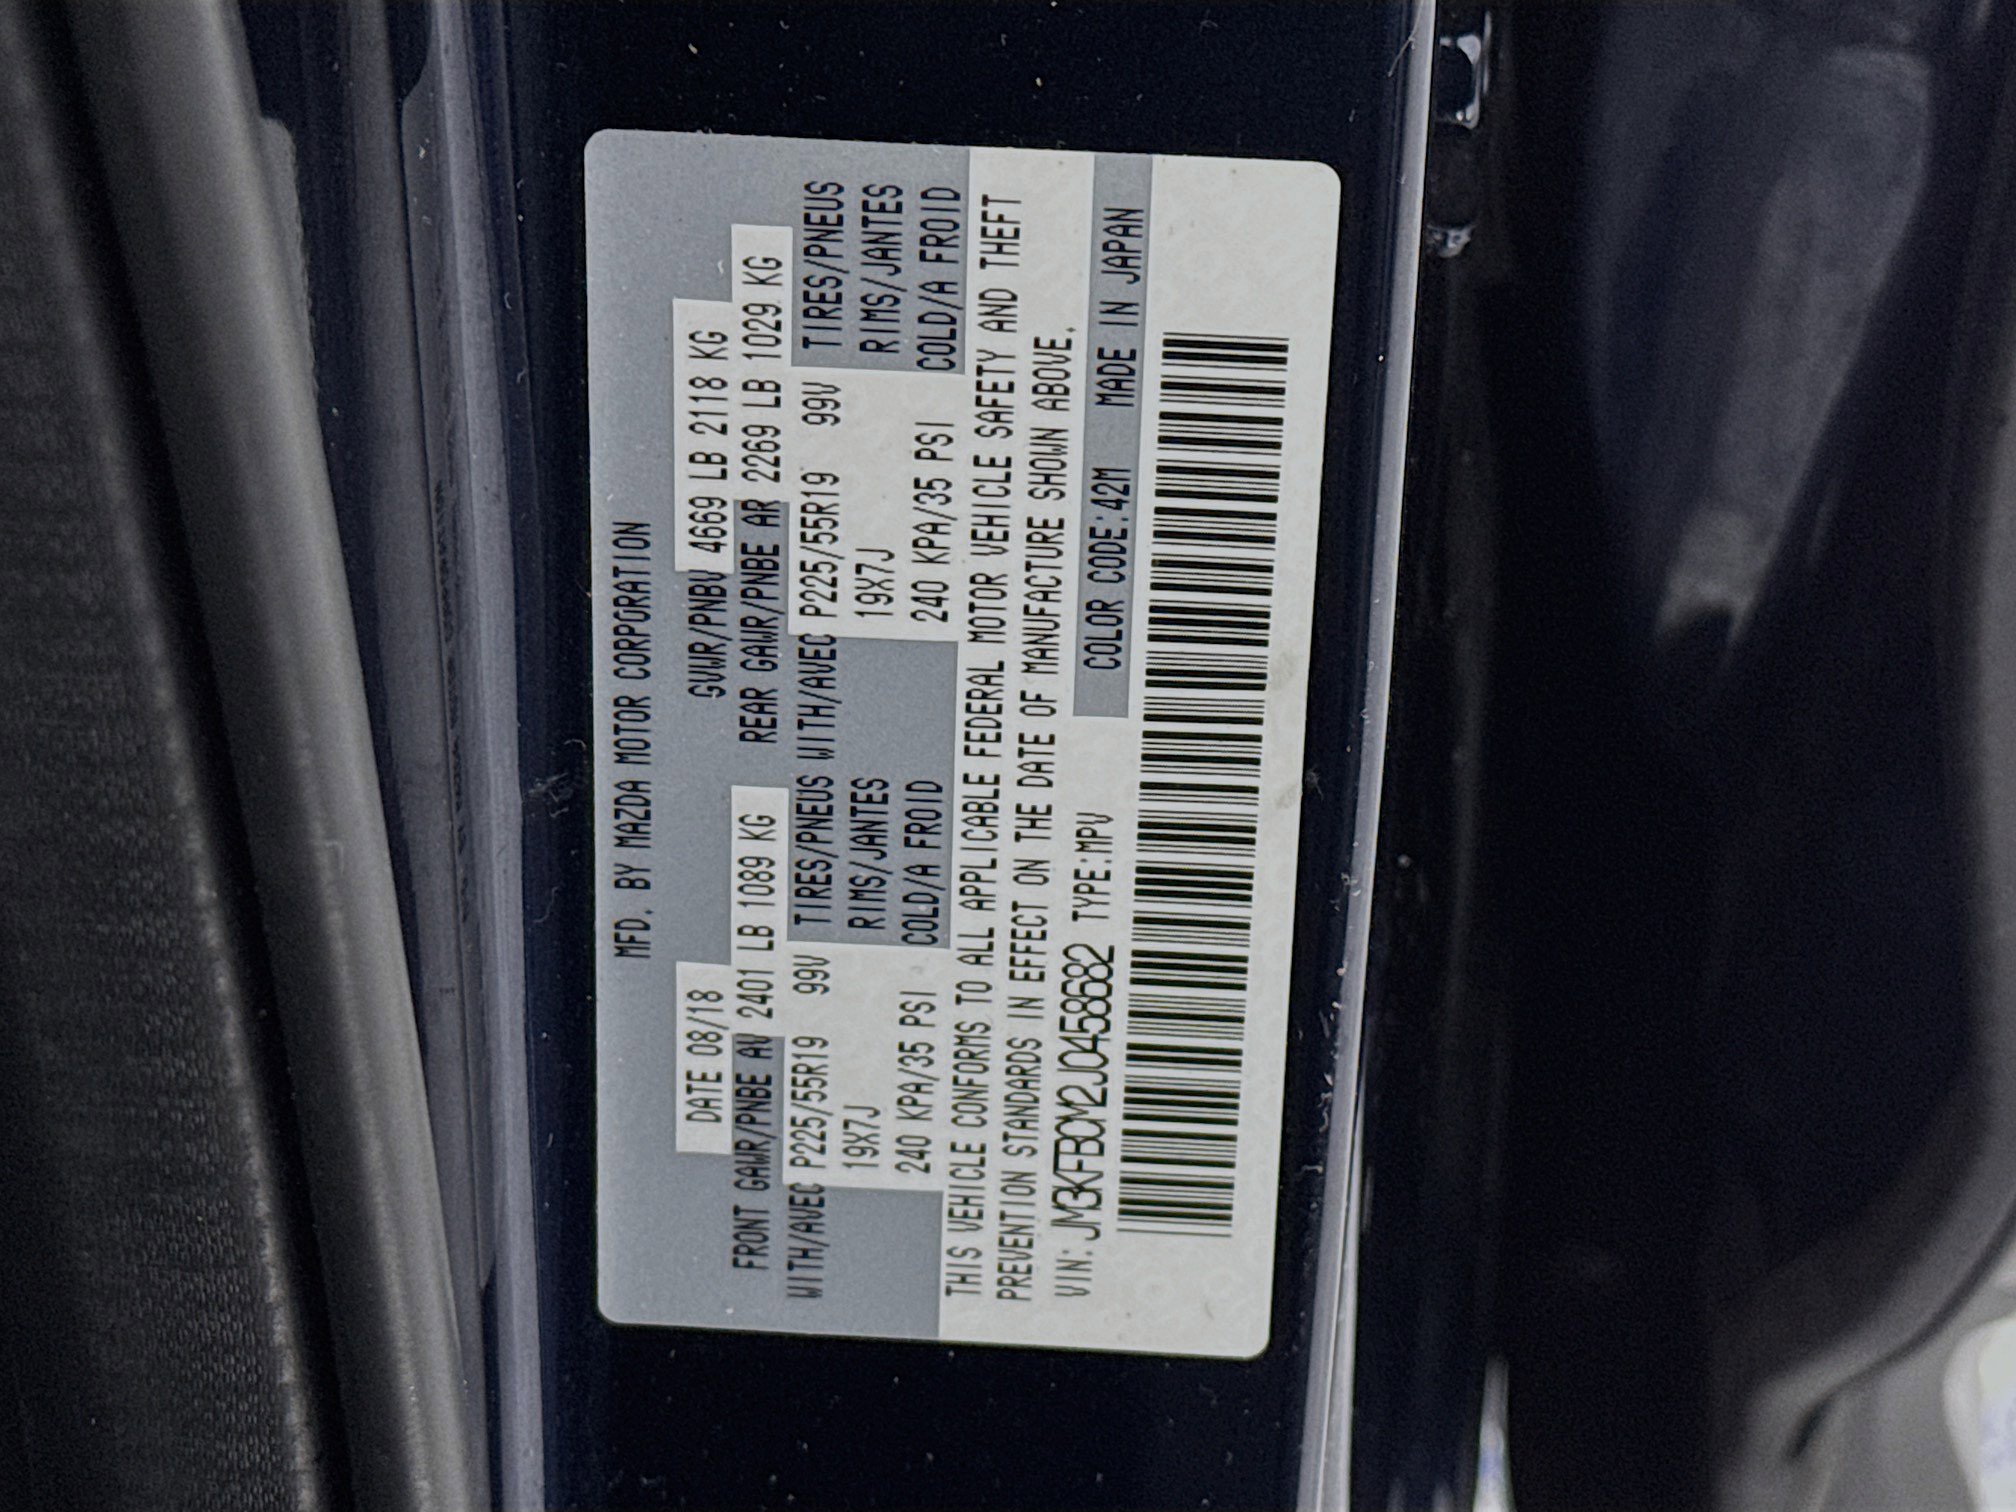 MFD. BY MAZDA MOTOR CORPORATION
DATE 08/18 GVWR/PNBV 4669 LB 2118 KG
FRONT GAWR/PNBE AV 2401 LB 1089 KG REAR GAWR/PNBE AR 2269 LB 1029 KG
WITH/AVEC P225/55R19 99V TIRES/PNEUS WITH/AVEC P225/55R19 99V TIRES/PNEUS
19X7J RIMS/JANTES 19X7J RIMS/JANTES
240 KPA/35 PSI COLD/A FROID 240 KPA/35 PSI COLD/A FROID
THIS VEHICLE CONFORMS TO ALL APPLICABLE FEDERAL MOTOR VEHICLE SAFETY AND THEFT
PREVENTION STANDARDS IN EFFECT ON THE DATE OF MANUFACTURE SHOWN ABOVE.
VIN: JM3KFBCM2J0458682 TYPE:MPV COLOR CODE:42M MADE IN JAPAN